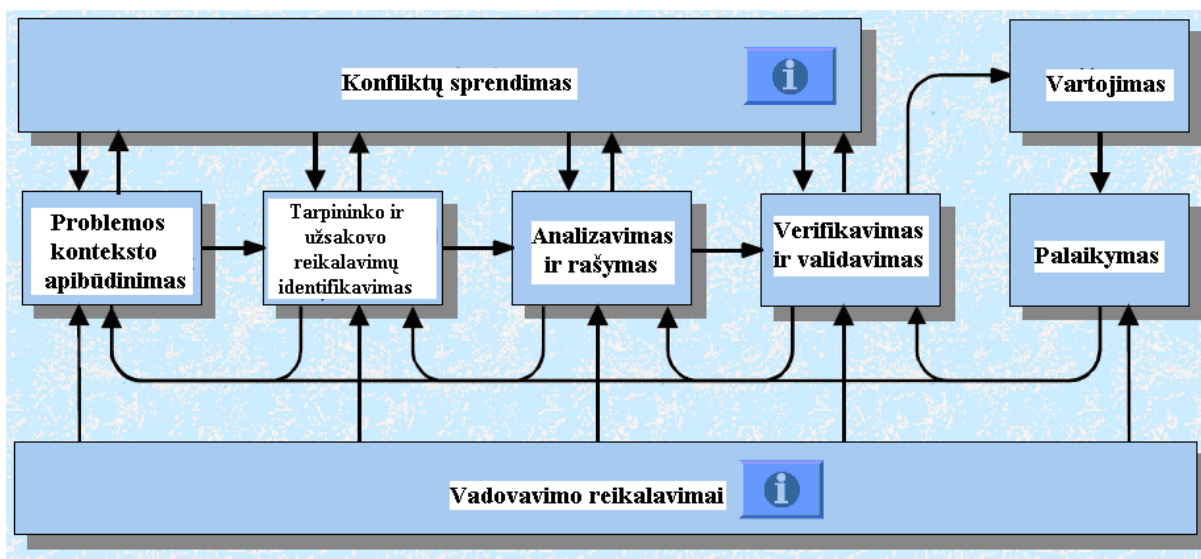 Konfliktų sprendimas
i
Vartojimas
Problemos
konteksto
apibūdinimas
Tarpininko ir
užsakovo
reikalavimų
identifikavimas
Analizavimas
ir rašymas
Verifikavimas
ir validavimas
Palaikymas
Vadovavimo reikalavimai
i